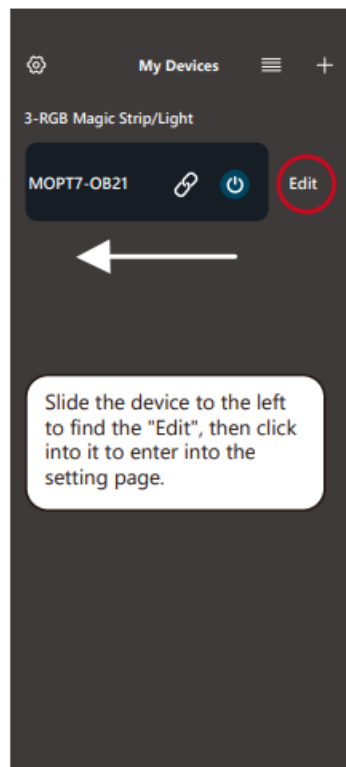 My Devices
3-RGB Magic Strip/Light
MOPT7-OB21 Edit
Slide the device to the left
to find the "Edit", then click
into it to enter into the
setting page.